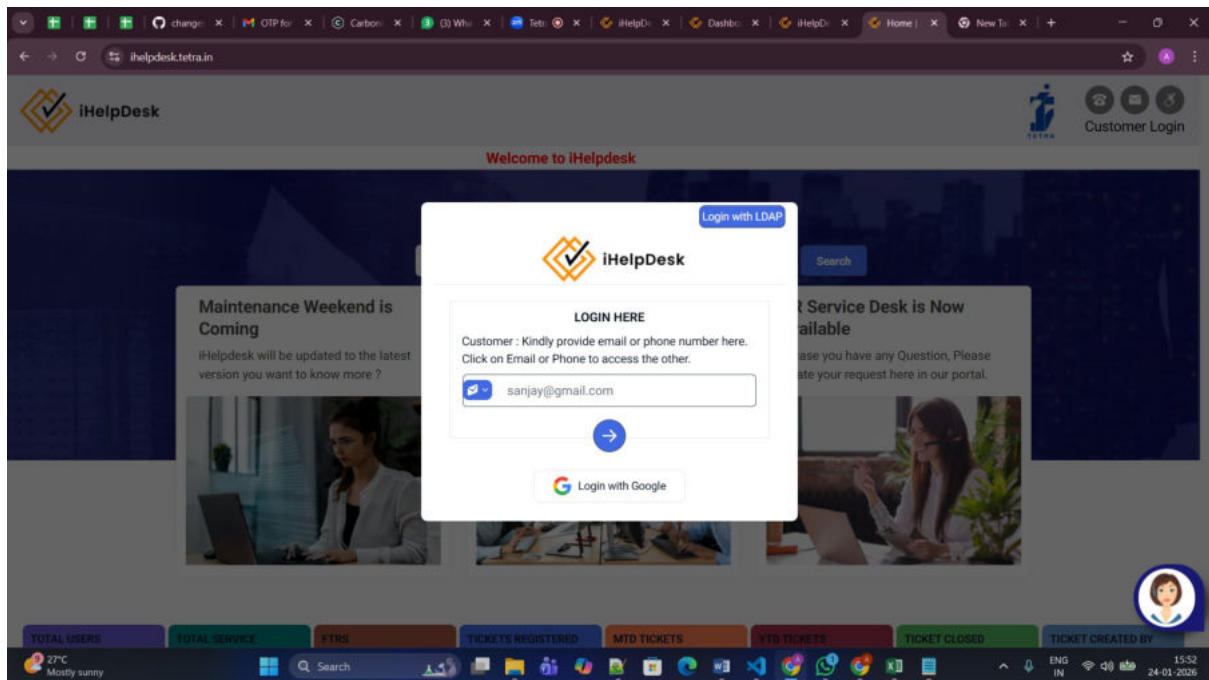 change
OTP for
Carbon
(3) Wha
Tetr
iHelpDe
Dashbo
iHelpDe
Home |
New Ta
ihelpdesk.tetra.in
A
iHelpDesk
TETRA
Customer Login
Welcome to iHelpdesk
Login with LDAP
iHelpDesk
Search
LOGIN HERE
Customer : Kindly provide email or phone number here.
Click on Email or Phone to access the other.
sanjay@gmail.com
Login with Google
Maintenance Weekend is
Coming
iHelpdesk will be updated to the latest
version you want to know more ?
Service Desk is Now
ailable
ase you have any Question, Please
ate your request here in our portal.
TOTAL USERS
TOTAL SERVICE
FTRS
TICKETS REGISTERED
MTD TICKETS
YTD TICKETS
TICKET CLOSED
TICKET CREATED BY
27°C
Mostly sunny
Search
ENG
IN
15:52
24-01-2026